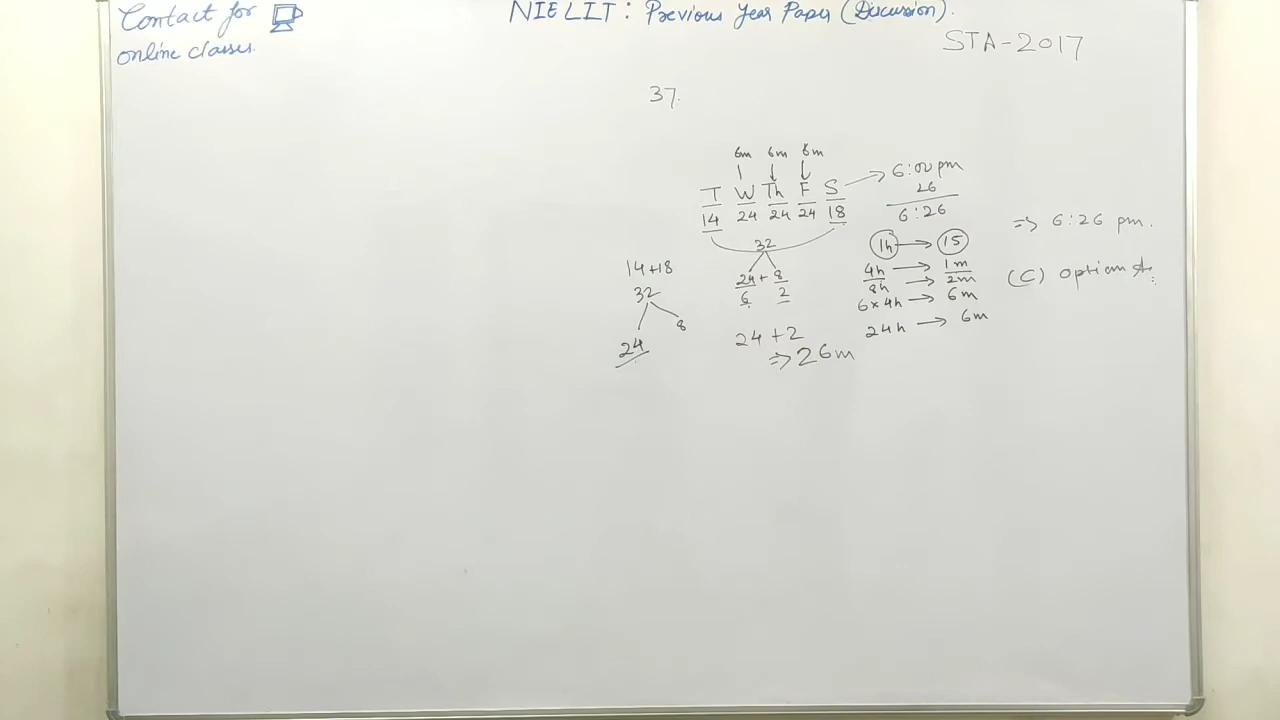 Contact for
online classes.
NIELIT : Previous Year Paper (Discussion).
STA-2017
37.
6m 6m 6m
T W Th F S
14 24 24 24 18
32
24 + 8
6 2
24 + 2
⇒ 26m
14+18
32
24 8
6:00 pm
26
6:26
1h → 15
4h → 1m
8h → 2m
6×4h → 6m
24h → 6m
⇒ 6:26 pm.
(C) option